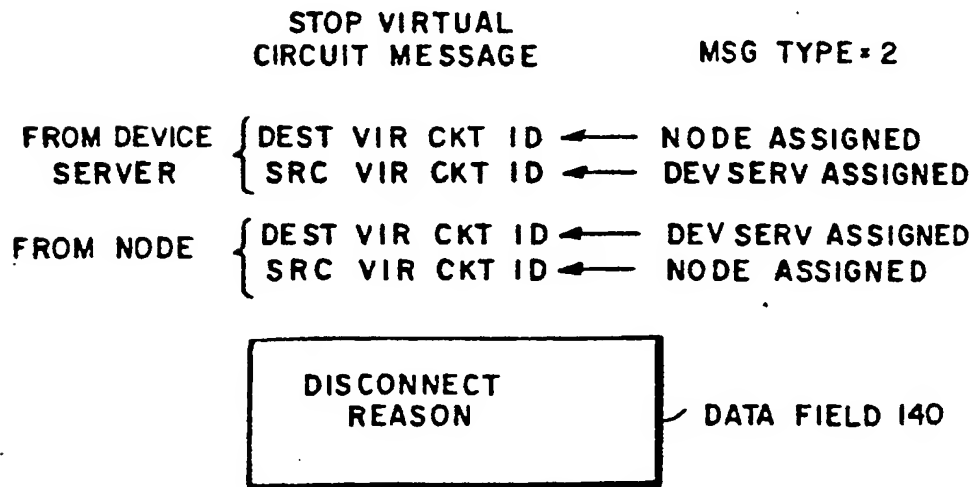 STOP VIRTUAL
CIRCUIT MESSAGE
MSG TYPE = 2
FROM DEVICE
SERVER
DEST VIR CKT ID ← NODE ASSIGNED
SRC VIR CKT ID ← DEVSERV ASSIGNED
FROM NODE
DEST VIR CKT ID ← DEVSERV ASSIGNED
SRC VIR CKT ID ← NODE ASSIGNED
DISCONNECT
REASON
DATA FIELD 140